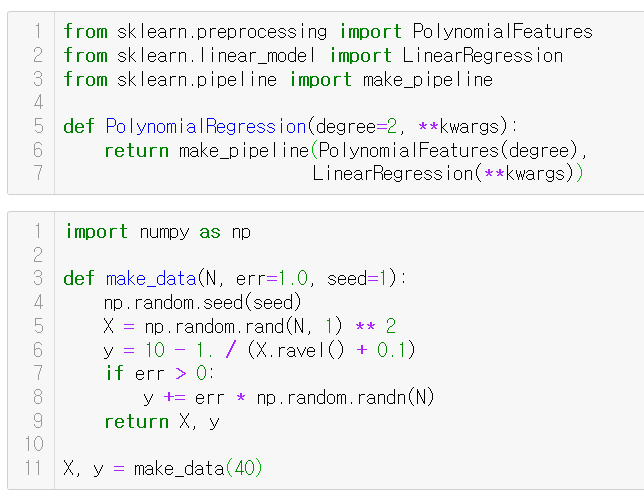 1 from sklearn.preprocessing import PolynomialFeatures
2 from sklearn.linear_model import LinearRegression
3 from sklearn.pipeline import make_pipeline
4
5 def PolynomialRegression(degree=2, **kwargs):
6     return make_pipeline(PolynomialFeatures(degree),
7                          LinearRegression(**kwargs))
1 import numpy as np
2
3 def make_data(N, err=1.0, seed=1):
4     np.random.seed(seed)
5     X = np.random.rand(N, 1) ** 2
6     y = 10 - 1. / (X.ravel() + 0.1)
7     if err > 0:
8         y += err * np.random.randn(N)
9     return X, y
10
11 X, y = make_data(40)